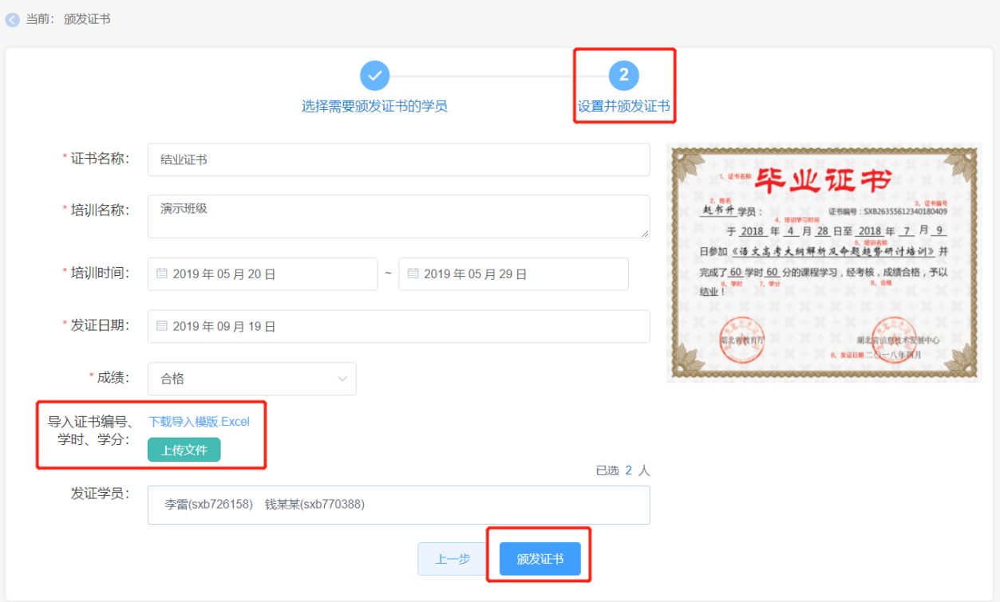 当前： 颁发证书
2
选择需要颁发证书的学员
设置并颁发证书
* 证书名称：
结业证书
* 培训名称：
演示班级
* 培训时间：
2019 年 05 月 20 日 ~ 2019 年 05 月 29 日
* 发证日期：
2019 年 09 月 19 日
* 成绩：
合格
导入证书编号、
学时、学分：
下载导入模版.Excel
上传文件
已选 2 人
发证学员：
李雷(sxb726158) 钱某某(sxb770388)
上一步
颁发证书
1、证书名称
毕业证书
2、姓名
3、证书编号
赵书升 学员：
证书编号：SXB26355612340180409
4、培训学习时间
于 2018 年 4 月 28 日至 2018 年 7 月 9
5、培训名称
日参加《语文高考大纲解析及命题趋势研讨培训》并
完成了 60 学时 60 分的课程学习，经考核，成绩合格，予以
6、学时 7、学分 8、合格
结业！
湖北省教育厅
湖北省信息技术发展中心
8、发证日期 二〇一八年四月